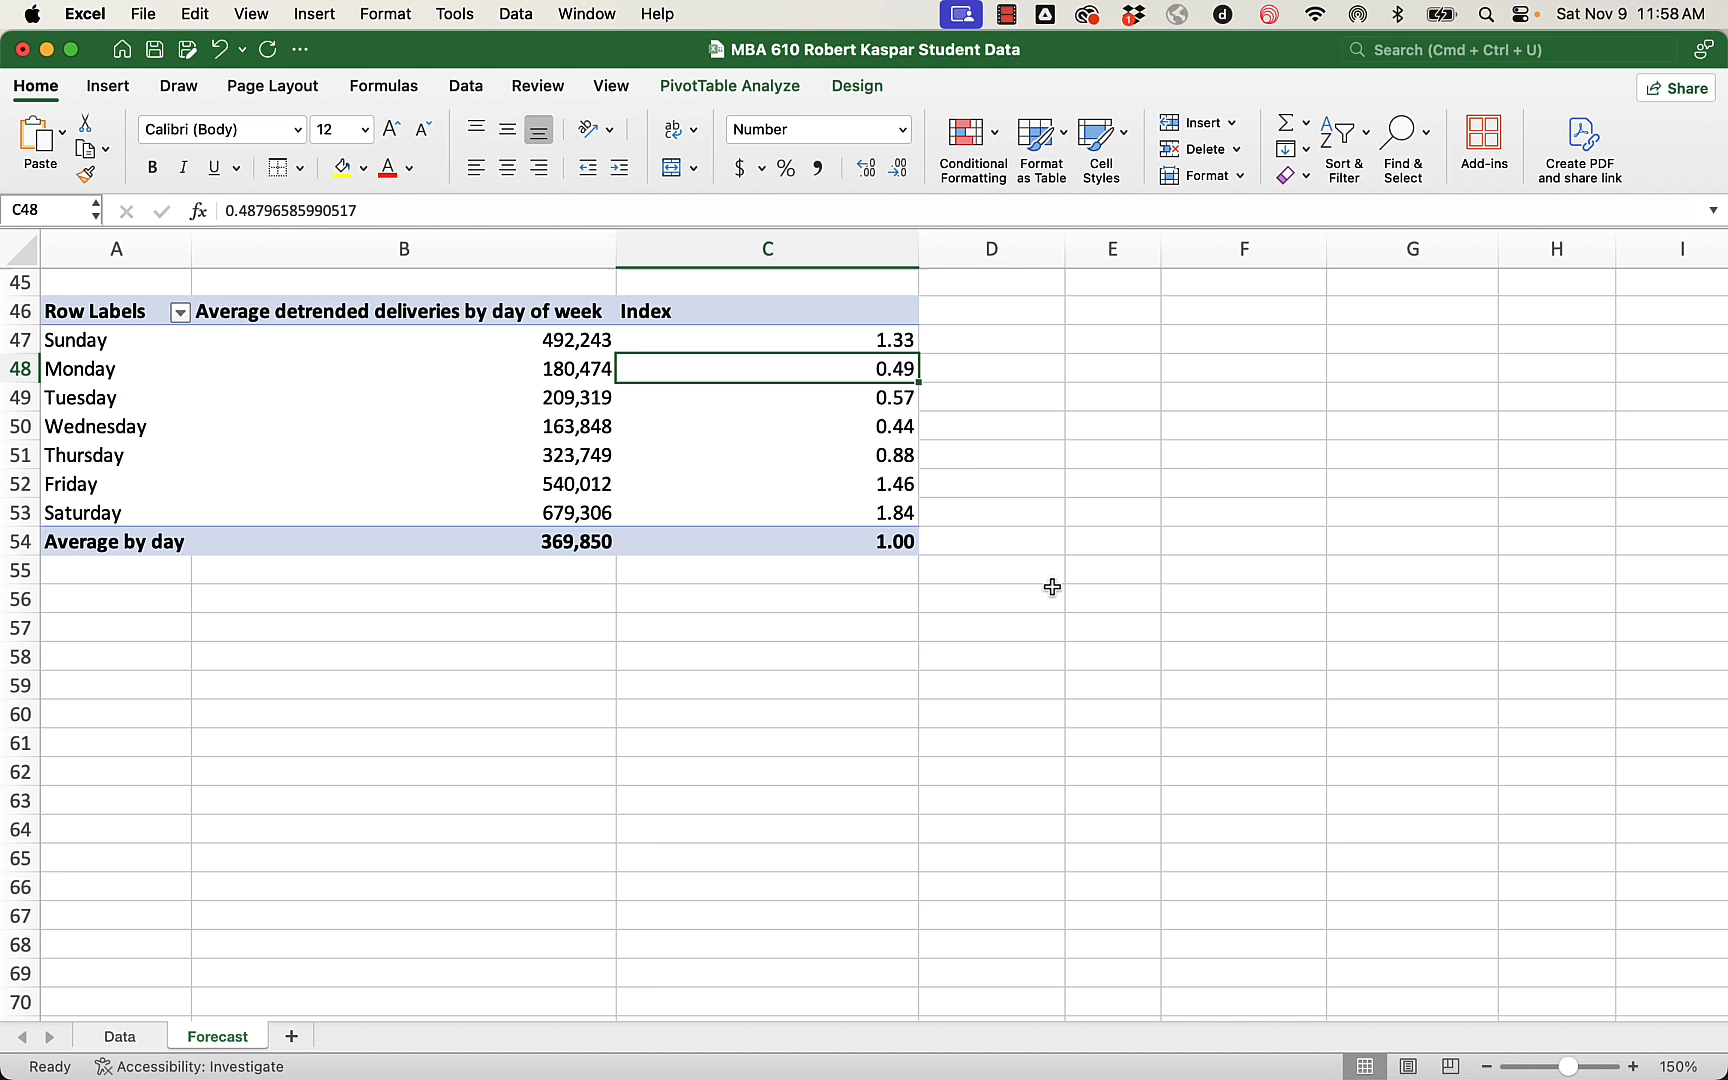 Excel File Edit View Insert Format Tools Data Window Help 1 d Sat Nov 9 11:58 AM
MBA 610 Robert Kaspar Student Data Search (Cmd + Ctrl + U)
Home Insert Draw Page Layout Formulas Data Review View PivotTable Analyze Design Share
Paste Calibri (Body) 12 A^ A˅ ab Number Insert Delete Format
B I U A $ % 9 .00 .00 Conditional Formatting Format as Table Cell Styles Sort & Filter Find & Select Add-ins Create PDF and share link
C48 fx 0.48796585990517
A B C D E F G H I
45
46 Row Labels Average detrended deliveries by day of week Index
47 Sunday 492,243 1.33
48 Monday 180,474 0.49
49 Tuesday 209,319 0.57
50 Wednesday 163,848 0.44
51 Thursday 323,749 0.88
52 Friday 540,012 1.46
53 Saturday 679,306 1.84
54 Average by day 369,850 1.00
55
56
57
58
59
60
61
62
63
64
65
66
67
68
69
70
Data Forecast +
Ready Accessibility: Investigate − + 150%